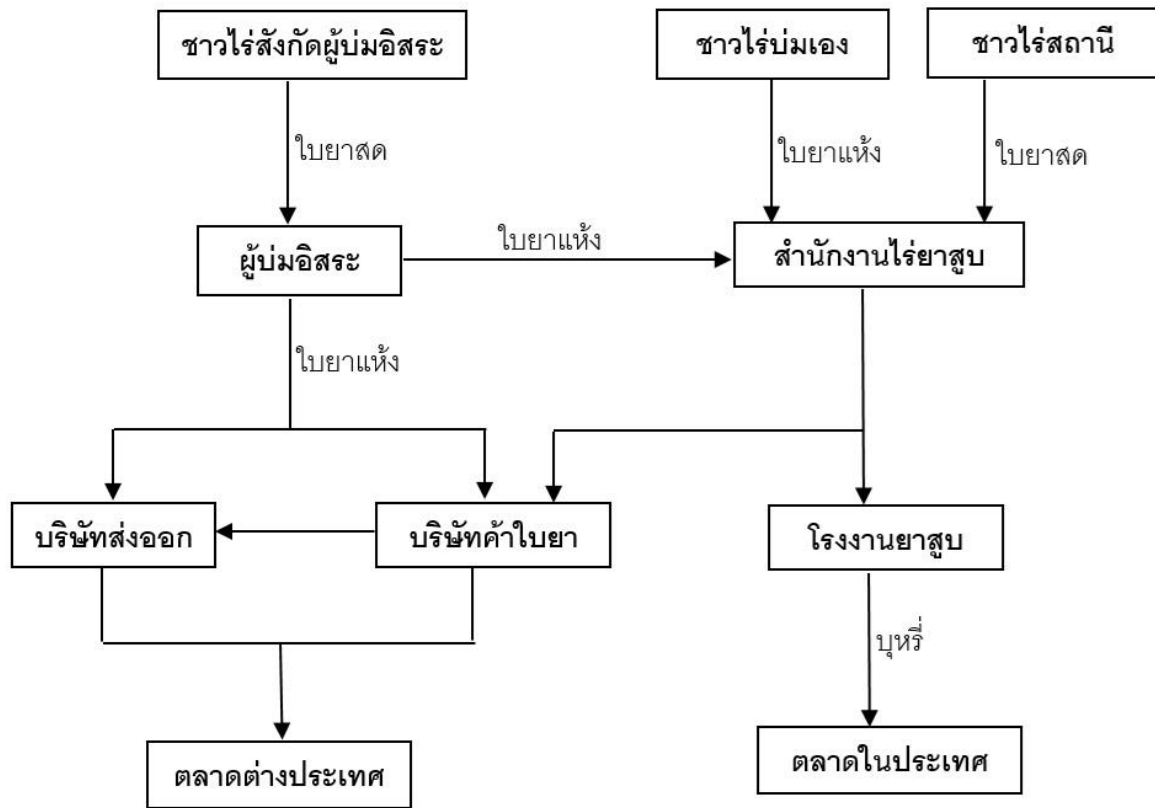 ชาวไร่สังกัดผู้บ่มอิสระ
ชาวไร่บ่มเอง
ชาวไร่สถานี
ใบยาสด
ใบยาแห้ง
ใบยาสด
ผู้บ่มอิสระ
ใบยาแห้ง
สำนักงานไร่ยาสูบ
ใบยาแห้ง
บริษัทส่งออก
บริษัทค้าใบยา
โรงงานยาสูบ
บุหรี่
ตลาดต่างประเทศ
ตลาดในประเทศ